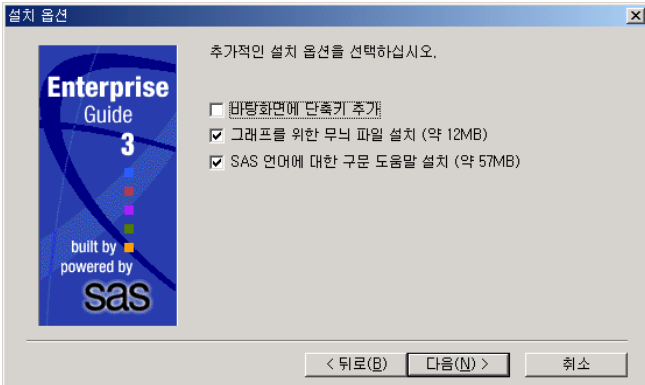 설치 옵션
추가적인 설치 옵션을 선택하십시오.
Enterprise
Guide
3
built by
powered by
sas
바탕화면에 단축키 추가
그래프를 위한 무늬 파일 설치 (약 12MB)
SAS 언어에 대한 구문 도움말 설치 (약 57MB)
< 뒤로(B)
다음(N) >
취소